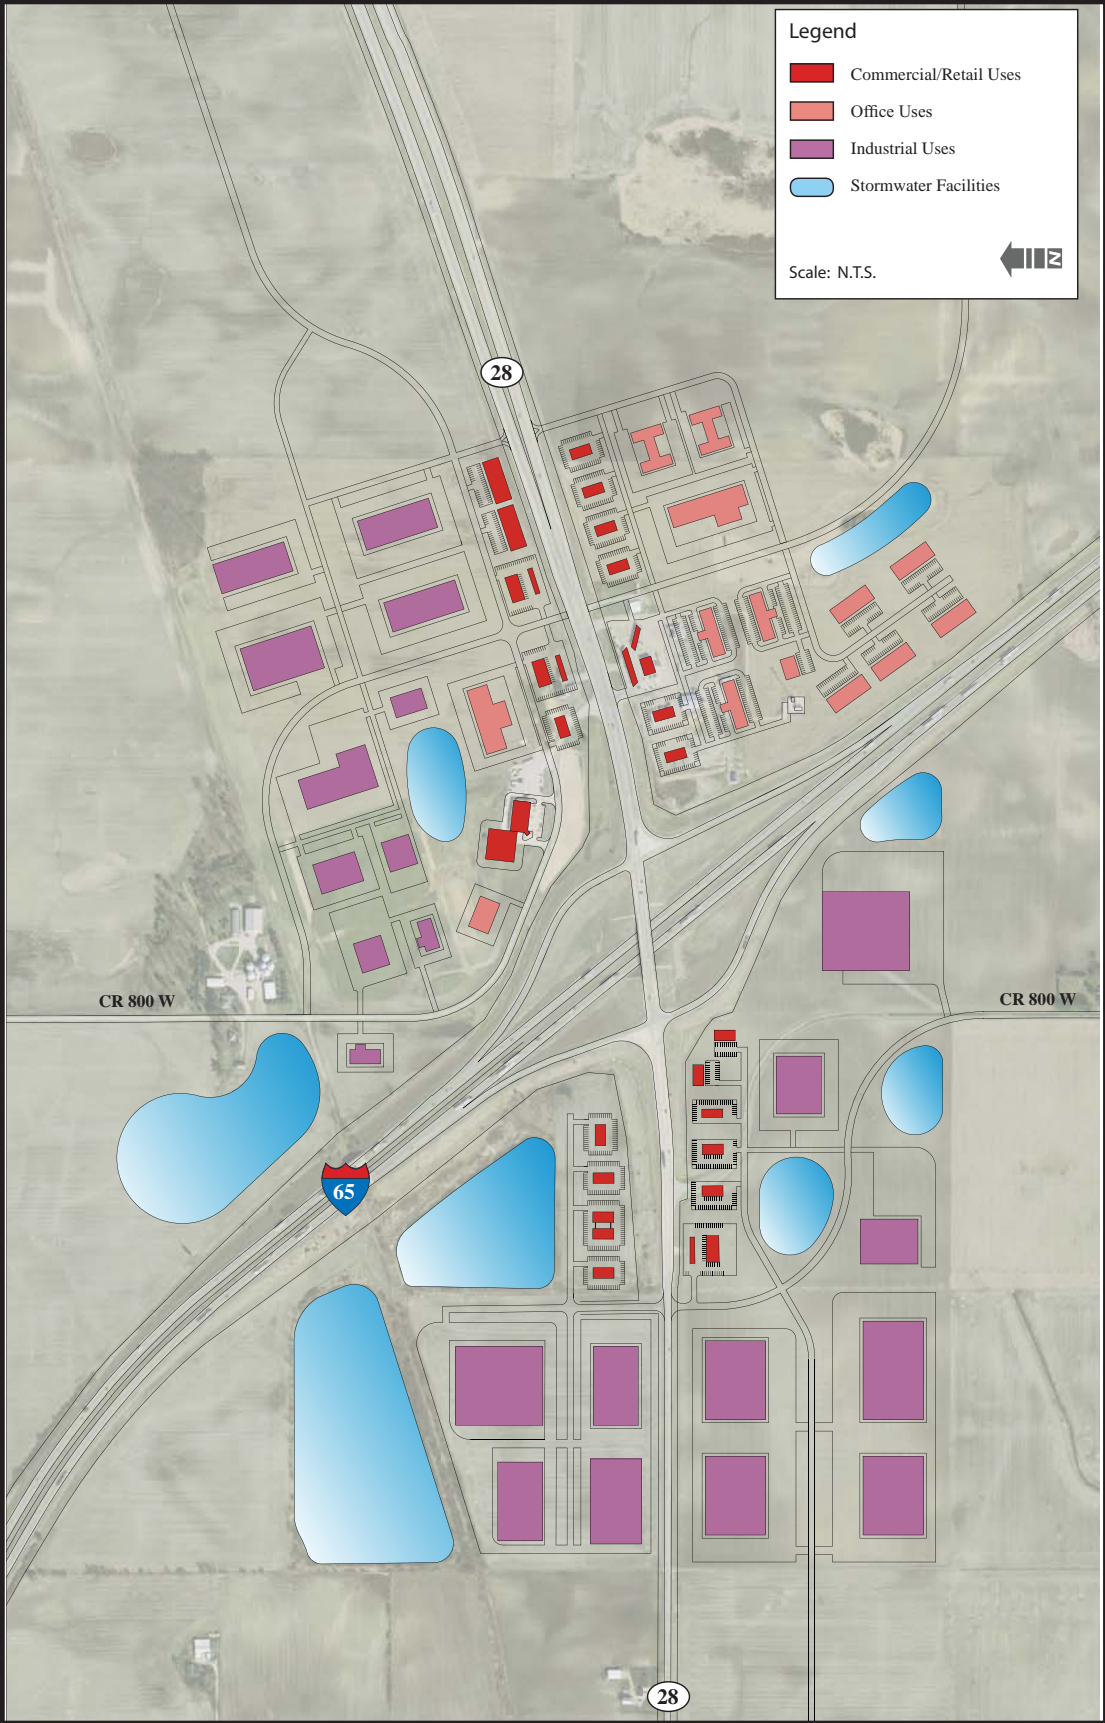 Legend
Commercial/Retail Uses
Office Uses
Industrial Uses
Stormwater Facilities
N
Scale: N.T.S.
28
CR 800 W
CR 800 W
65
28